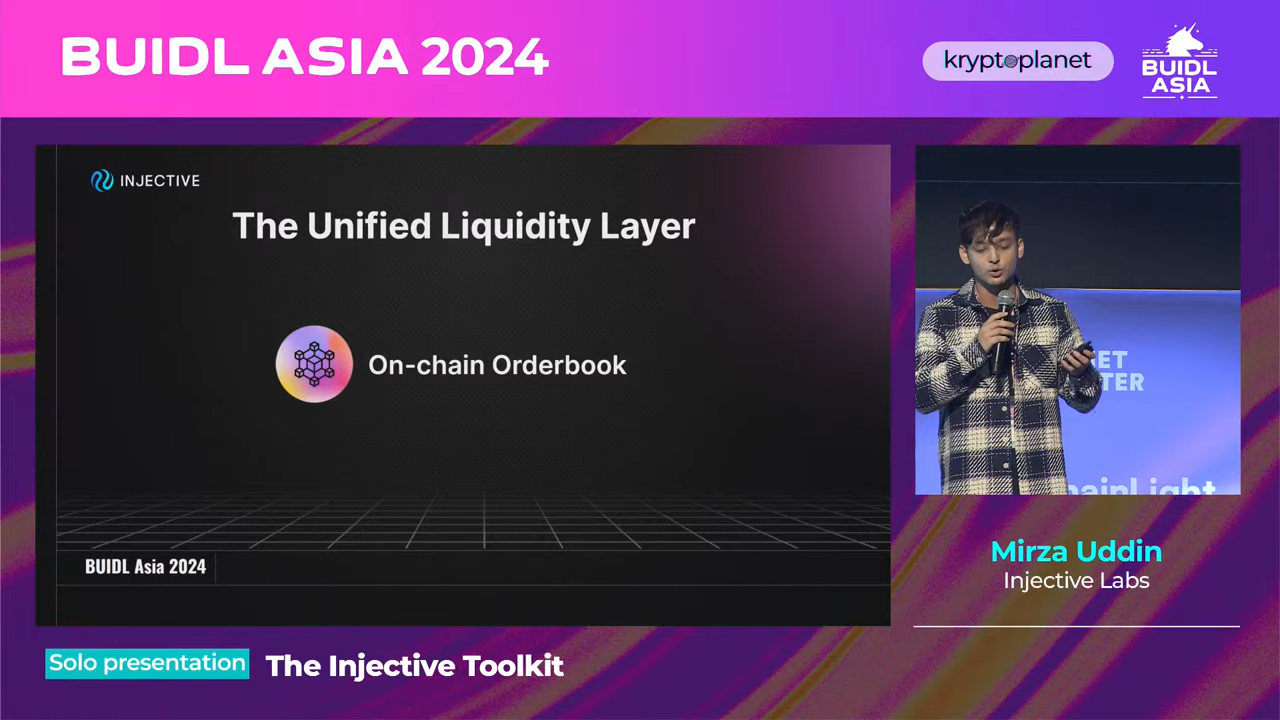 BUIDL ASIA 2024
kryptoplanet
BUIDL
ASIA
INJECTIVE
The Unified Liquidity Layer
On-chain Orderbook
BUIDL Asia 2024
Mirza Uddin
Injective Labs
Solo presentation
The Injective Toolkit